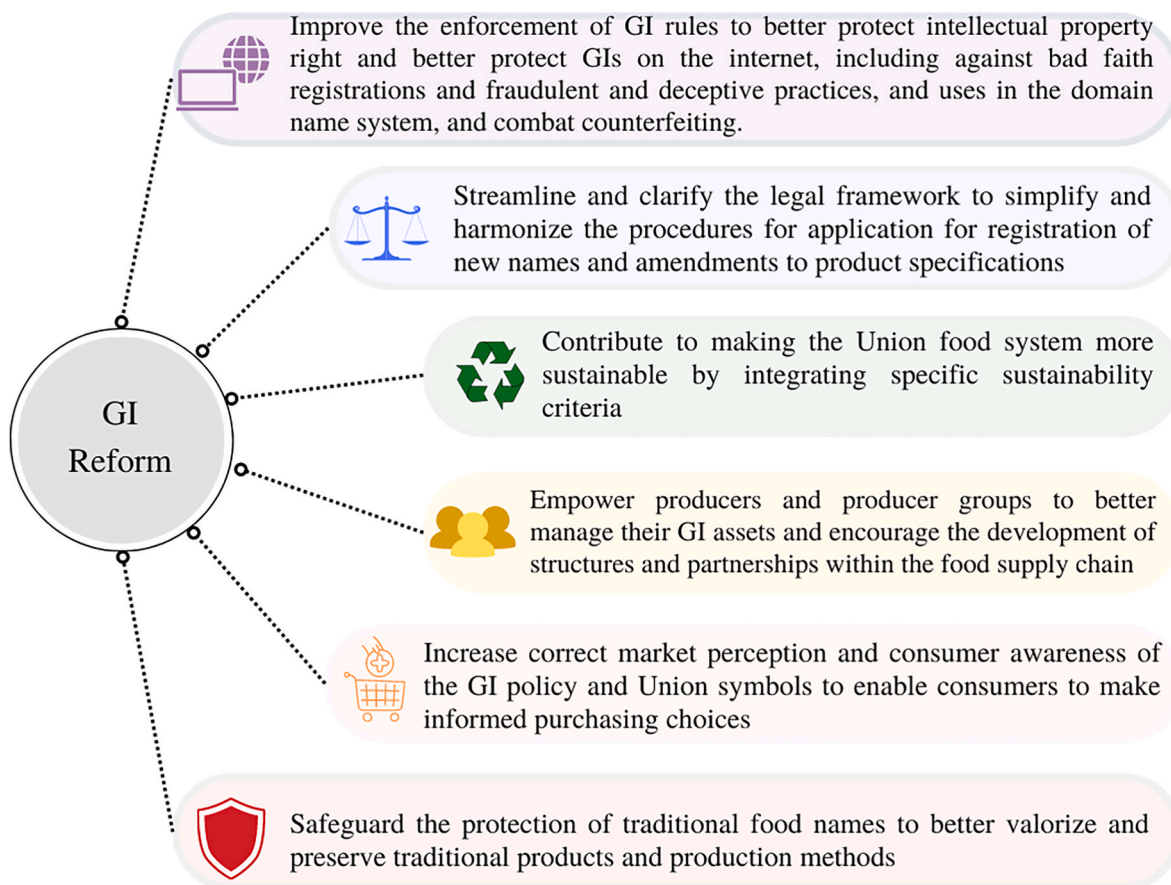 Improve the enforcement of GI rules to better protect intellectual property
right and better protect GIs on the internet, including against bad faith
registrations and fraudulent and deceptive practices, and uses in the domain
name system, and combat counterfeiting.
Streamline and clarify the legal framework to simplify and
harmonize the procedures for application for registration of
new names and amendments to product specifications
Contribute to making the Union food system more
sustainable by integrating specific sustainability
criteria
GI
Reform
Empower producers and producer groups to better
manage their GI assets and encourage the development of
structures and partnerships within the food supply chain
Increase correct market perception and consumer awareness of
the GI policy and Union symbols to enable consumers to make
informed purchasing choices
Safeguard the protection of traditional food names to better valorize and
preserve traditional products and production methods